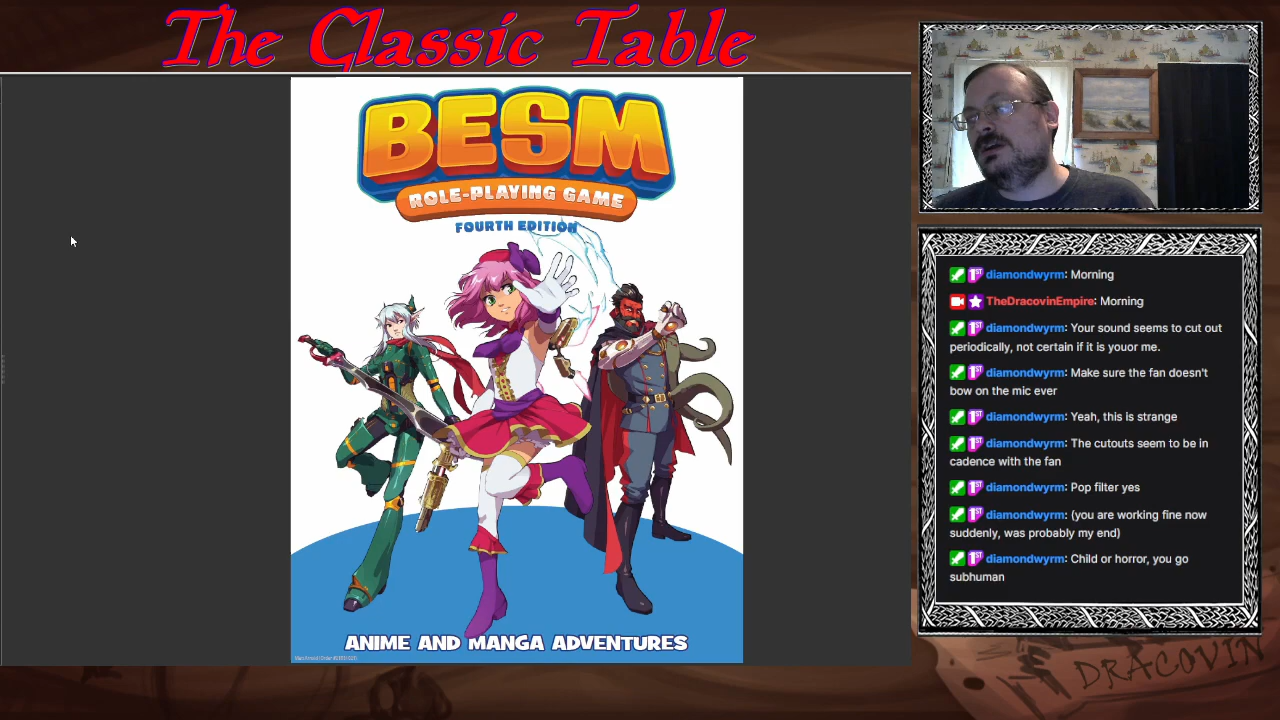 The Classic Table
BESM
ROLE-PLAYING GAME
FOURTH EDITION
ANIME AND MANGA ADVENTURES
diamondwyrm: Morning
TheDracovinEmpire: Morning
diamondwyrm: Your sound seems to cut out
periodically, not certain if it is youor me.
diamondwyrm: Make sure the fan doesn't
bow on the mic ever
diamondwyrm: Yeah, this is strange
diamondwyrm: The cutouts seem to be in
cadence with the fan
diamondwyrm: Pop filter yes
diamondwyrm: (you are working fine now
suddenly, was probably my end)
diamondwyrm: Child or horror, you go
subhuman
DRACOVIN